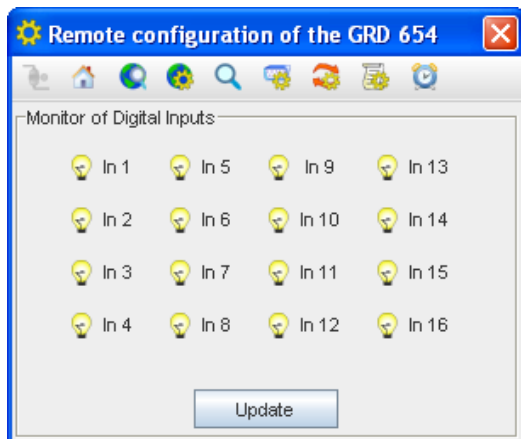 Remote configuration of the GRD 654
Monitor of Digital Inputs
In 1 In 5 In 9 In 13
In 2 In 6 In 10 In 14
In 3 In 7 In 11 In 15
In 4 In 8 In 12 In 16
Update